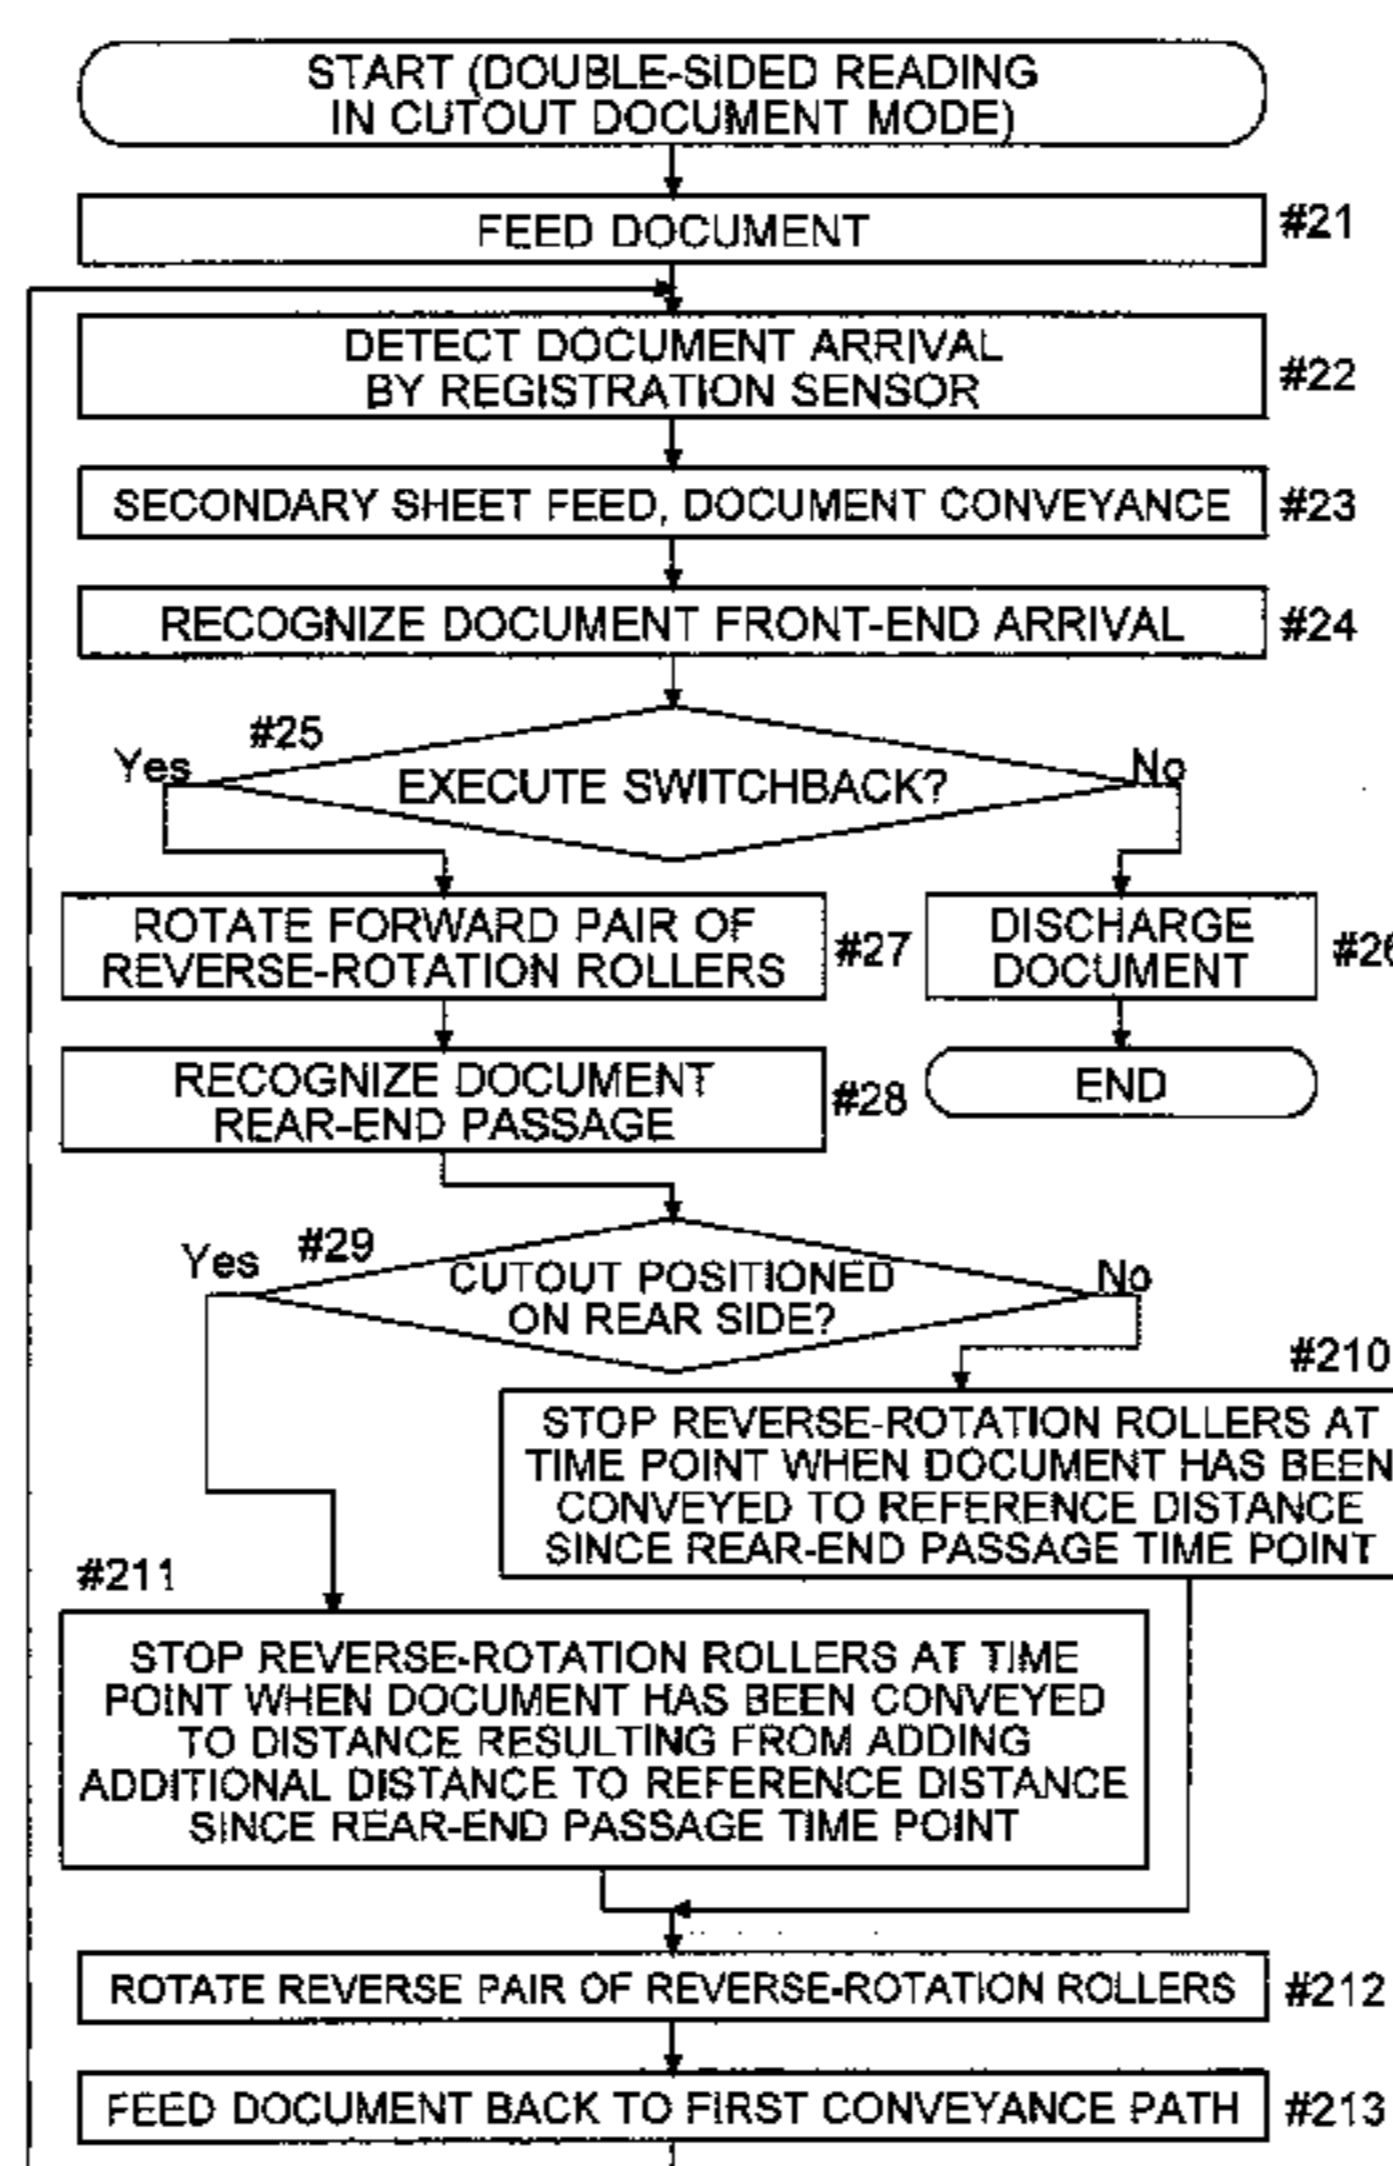 START (DOUBLE-SIDED READING
IN CUTOUT DOCUMENT MODE)
FEED DOCUMENT
#21
DETECT DOCUMENT ARRIVAL
BY REGISTRATION SENSOR
#22
SECONDARY SHEET FEED, DOCUMENT CONVEYANCE
#23
RECOGNIZE DOCUMENT FRONT-END ARRIVAL
#24
#25
Yes
EXECUTE SWITCHBACK?
No
ROTATE FORWARD PAIR OF
REVERSE-ROTATION ROLLERS
#27
DISCHARGE
DOCUMENT
#26
RECOGNIZE DOCUMENT
REAR-END PASSAGE
#28
END
#29
Yes
CUTOUT POSITIONED
ON REAR SIDE?
No
#210
STOP REVERSE-ROTATION ROLLERS AT
TIME POINT WHEN DOCUMENT HAS BEEN
CONVEYED TO REFERENCE DISTANCE
SINCE REAR-END PASSAGE TIME POINT
#211
STOP REVERSE-ROTATION ROLLERS AT TIME
POINT WHEN DOCUMENT HAS BEEN CONVEYED
TO DISTANCE RESULTING FROM ADDING
ADDITIONAL DISTANCE TO REFERENCE DISTANCE
SINCE REAR-END PASSAGE TIME POINT
ROTATE REVERSE PAIR OF REVERSE-ROTATION ROLLERS
#212
FEED DOCUMENT BACK TO FIRST CONVEYANCE PATH
#213